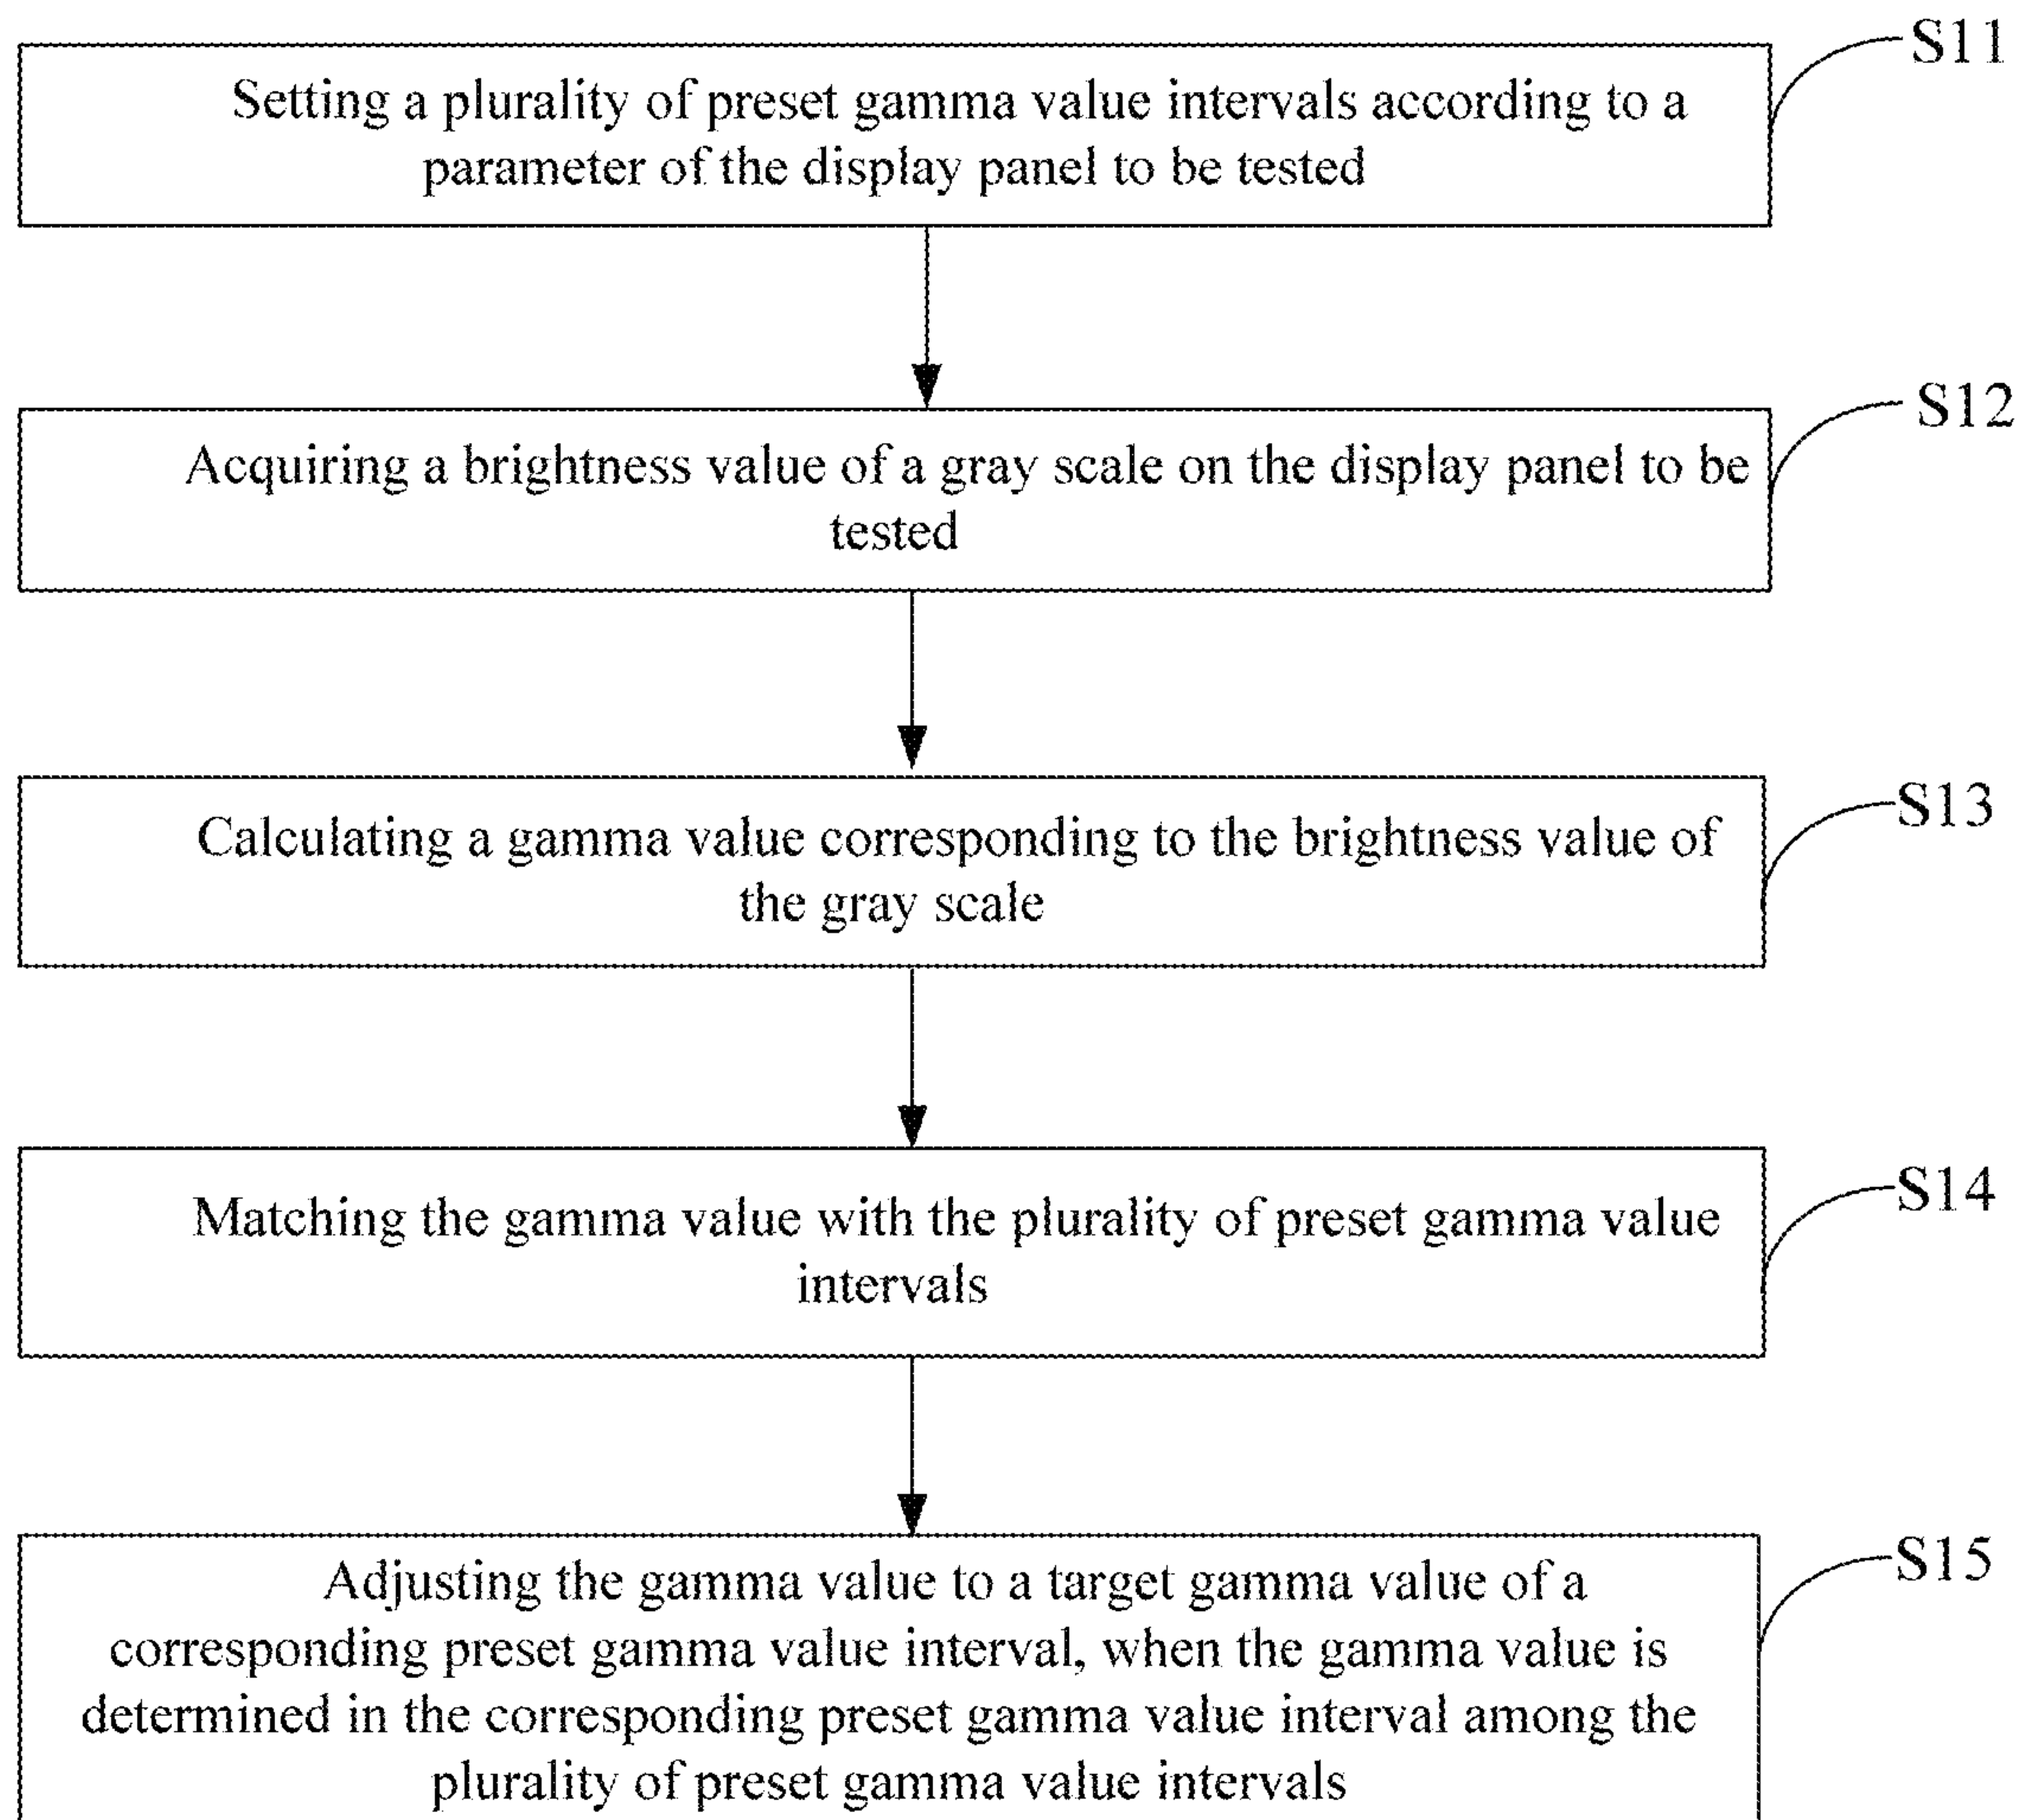 S11
Setting a plurality of preset gamma value intervals according to a
parameter of the display panel to be tested
S12
Acquiring a brightness value of a gray scale on the display panel to be
tested
S13
Calculating a gamma value corresponding to the brightness value of
the gray scale
S14
Matching the gamma value with the plurality of preset gamma value
intervals
S15
Adjusting the gamma value to a target gamma value of a
corresponding preset gamma value interval, when the gamma value is
determined in the corresponding preset gamma value interval among the
plurality of preset gamma value intervals